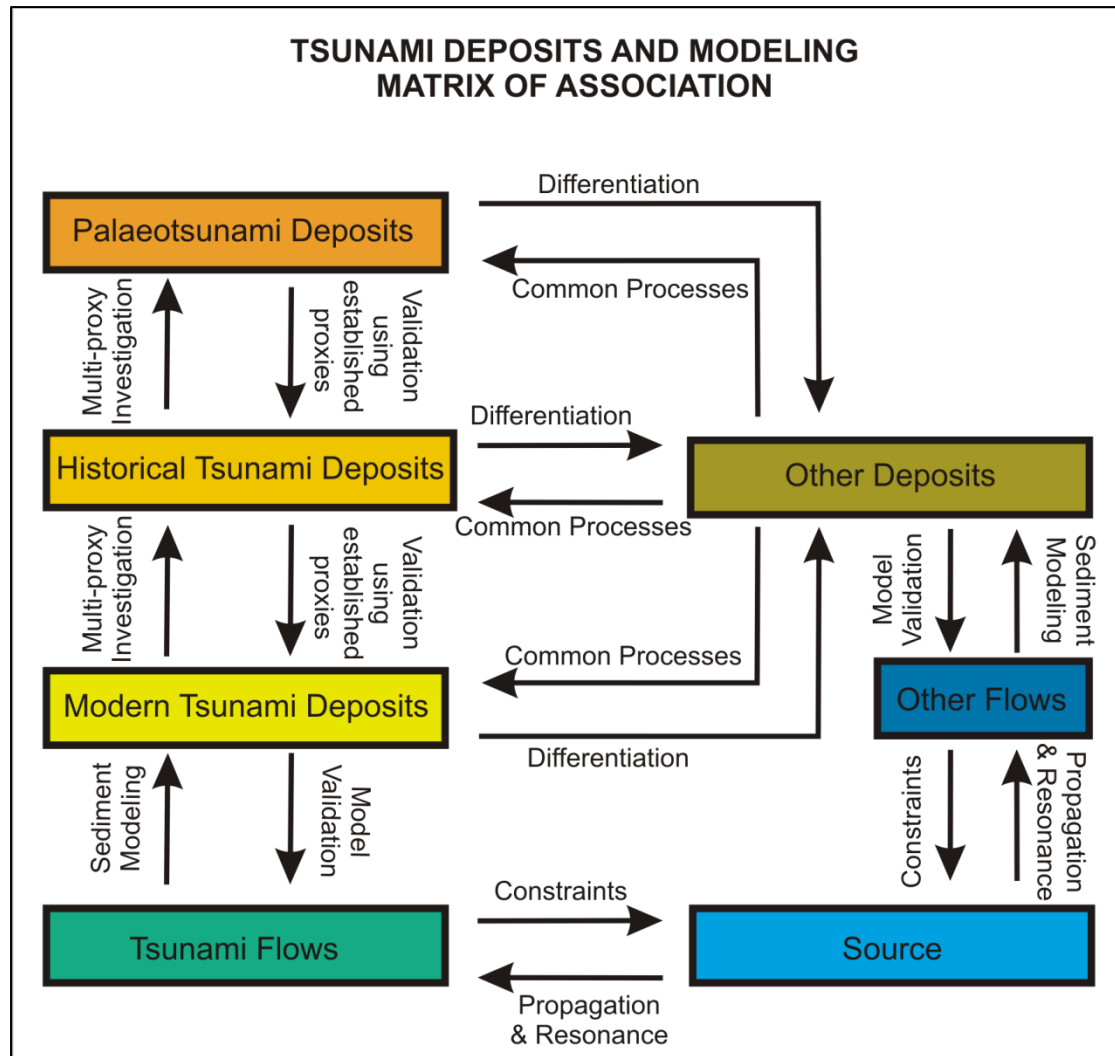 TSUNAMI DEPOSITS AND MODELING
MATRIX OF ASSOCIATION
Differentiation
Palaeotsunami Deposits
Common Processes
Multi-proxy
Investigation
Validation
using
established
proxies
Differentiation
Historical Tsunami Deposits
Other Deposits
Common Processes
Multi-proxy
Investigation
Validation
using
established
proxies
Model
Validation
Sediment
Modeling
Common Processes
Modern Tsunami Deposits
Other Flows
Differentiation
Sediment
Modeling
Model
Validation
Constraints
Propagation
& Resonance
Constraints
Tsunami Flows
Source
Propagation
& Resonance